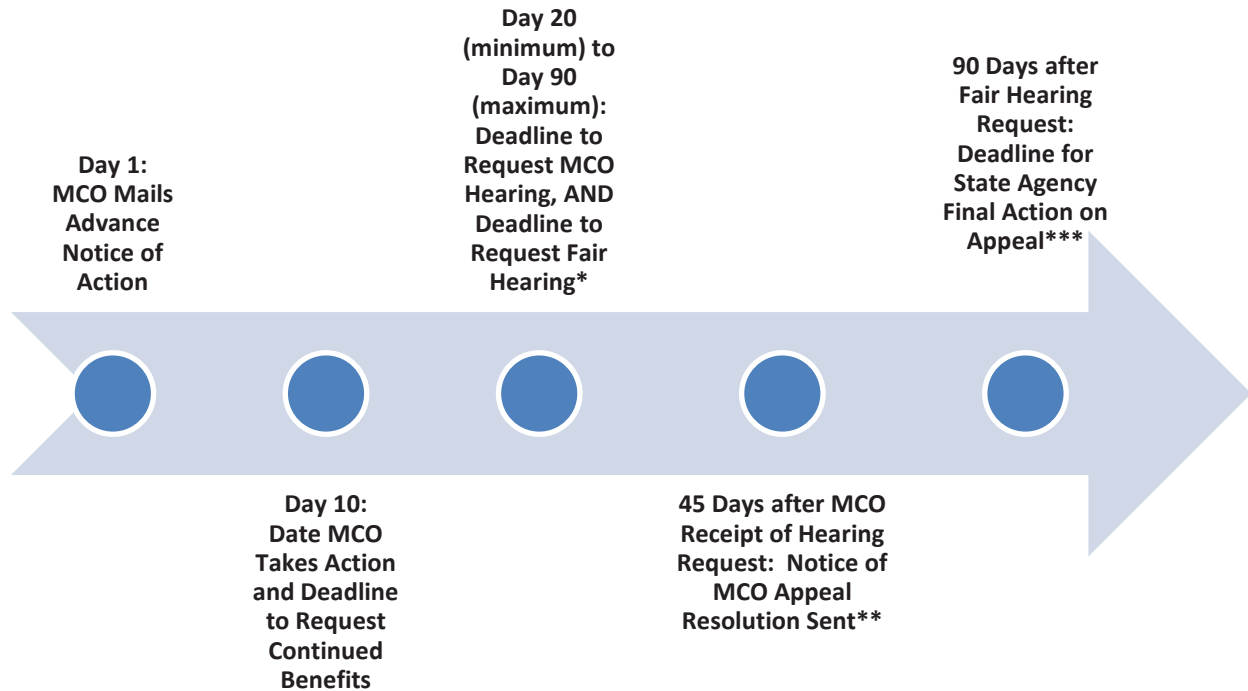 Day 1:
MCO Mails
Advance
Notice of
Action
Day 10:
Date MCO
Takes Action
and Deadline
to Request
Continued
Benefits
Day 20
(minimum) to
Day 90
(maximum):
Deadline to
Request MCO
Hearing, AND
Deadline to
Request Fair
Hearing*
45 Days after MCO
Receipt of Hearing
Request:  Notice of
MCO Appeal
Resolution Sent**
90 Days after
Fair Hearing
Request:
Deadline for
State Agency
Final Action on
Appeal***